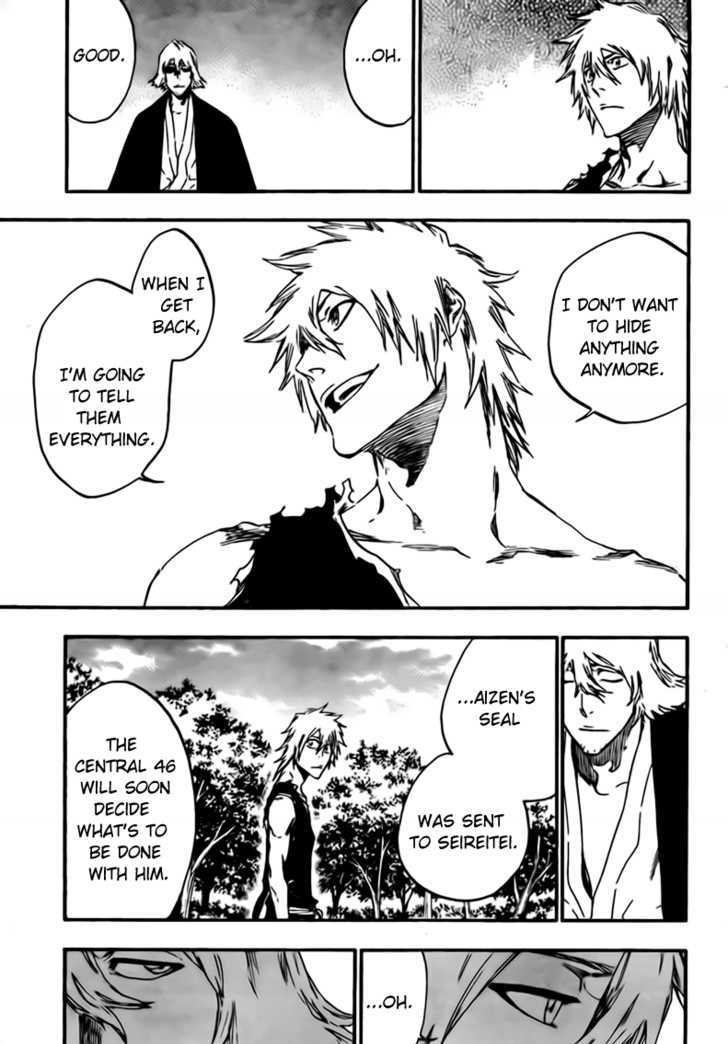 ...OH.
GOOD.
I DON'T WANT
TO HIDE
ANYTHING
ANYMORE.
WHEN I
GET
BACK,
I'M GOING
TO TELL
THEM
EVERYTHING.
...AIZEN'S
SEAL
WAS SENT
TO SEIREITEI.
THE
CENTRAL 46
WILL SOON
DECIDE
WHAT'S TO
BE DONE
WITH HIM.
...OH.